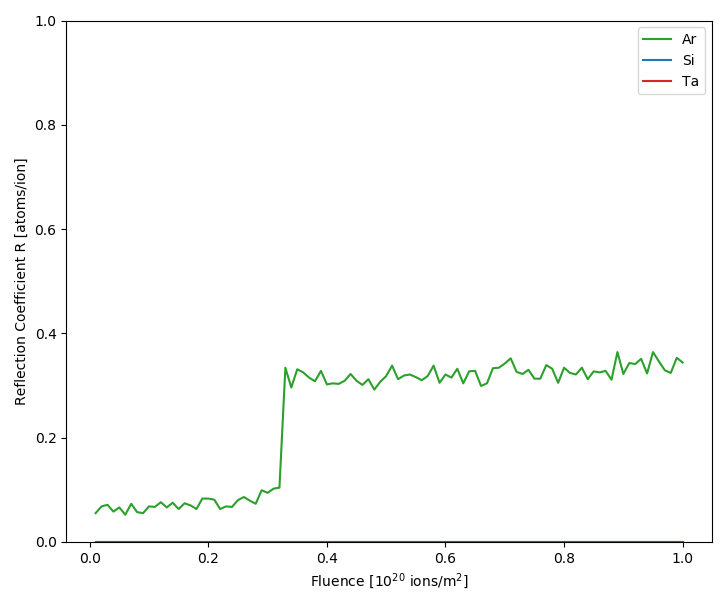 1.0
0.8
0.6
0.4
0.2
0.0
Reflection Coefficient R [atoms/ion]
Ar
Si
Ta
0.0 0.2 0.4 0.6 0.8 1.0
Fluence [10²⁰ ions/m²]